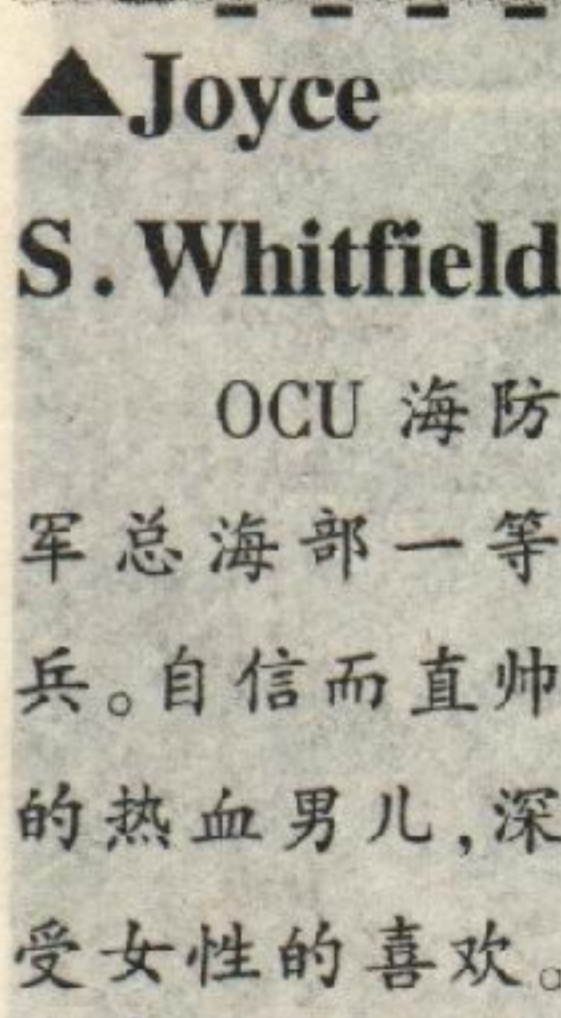 ▲Joyce
S. Whitfield
OCU 海防
军总海部一等
兵。自信而直帅
的热血男儿,深
受女性的喜欢。